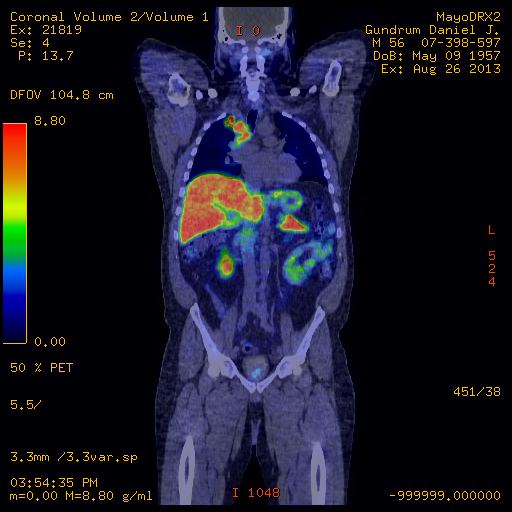 Coronal Volume 2/Volume 1
Ex: 21819
Se: 4
P: 13.7
DFOV 104.8 cm
8.80
0.00
50 % PET
5.5/
3.3mm /3.3var.sp
03:54:35 PM
m=0.00 M=8.80 g/ml
I 0
I 1048
MayoDRX2
Gundrum Daniel J.
M 56 07-398-597
DoB: May 09 1957
Ex: Aug 26 2013
L
5
2
4
451/38
-999999.000000